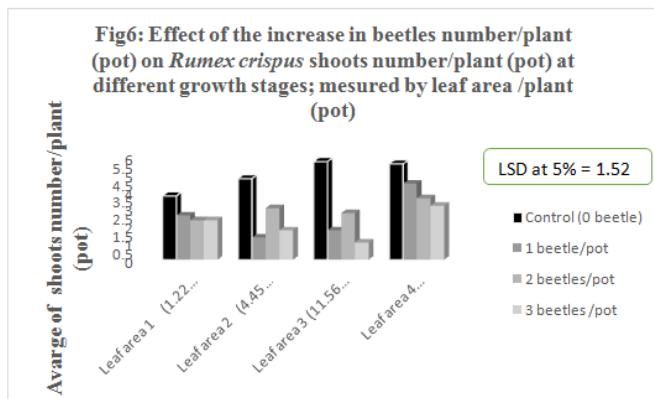 Fig6: Effect of the increase in beetles number/plant
(pot) on Rumex crispus shoots number/plant (pot) at
different growth stages; mesured by leaf area /plant
(pot)
Avarge of shoots number/plant
(pot)
6
5.5
5
4.5
4
3.5
3
2.5
2
1.5
1
0.5
0
Leaf area 1 (1.22...
Leaf area 2 (4.45...
Leaf area 3 (11.56...
Leaf area 4...
LSD at 5% = 1.52
Control (0 beetle)
1 beetle/pot
2 beetles/pot
3 beetles /pot